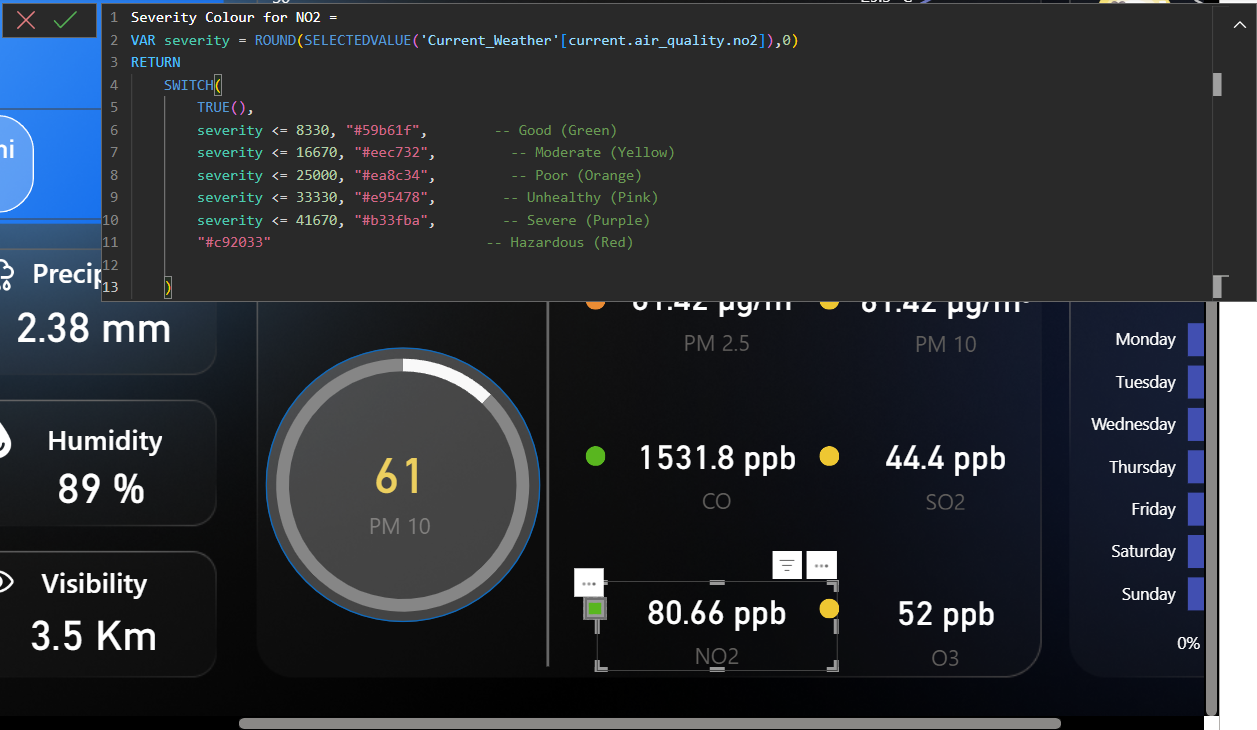 1 Severity Colour for NO2 =
2 VAR severity = ROUND(SELECTEDVALUE('Current_Weather'[current.air_quality.no2]),0)
3 RETURN
4 SWITCH(
5 TRUE(),
6 severity <= 8330, "#59b61f", -- Good (Green)
7 severity <= 16670, "#eec732", -- Moderate (Yellow)
8 severity <= 25000, "#ea8c34", -- Poor (Orange)
9 severity <= 33330, "#e95478", -- Unhealthy (Pink)
10 severity <= 41670, "#b33fba", -- Severe (Purple)
11 "#c92033" -- Hazardous (Red)
12
13 )
Precip
2.38 mm
Humidity
89 %
Visibility
3.5 Km
61
PM 10
61.42 µg/m
61.42 µg/m³
PM 2.5
PM 10
1531.8 ppb
44.4 ppb
CO
SO2
80.66 ppb
52 ppb
NO2
O3
Monday
Tuesday
Wednesday
Thursday
Friday
Saturday
Sunday
0%